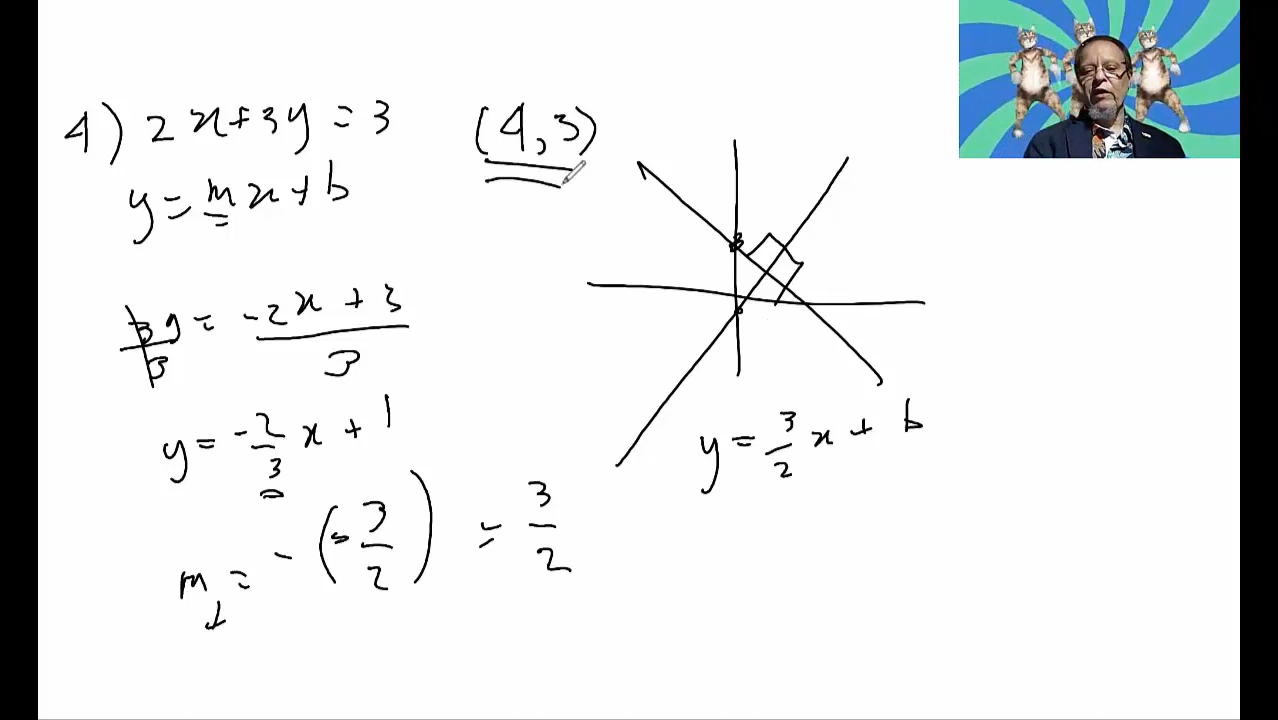 4) 2x+3y = 3 (4,3)
y = mx + b
3y = -2x + 3
3 3
y = -2/3 x + 1
m⊥ = -(-3/2) = 3/2
y = 3/2 x + b